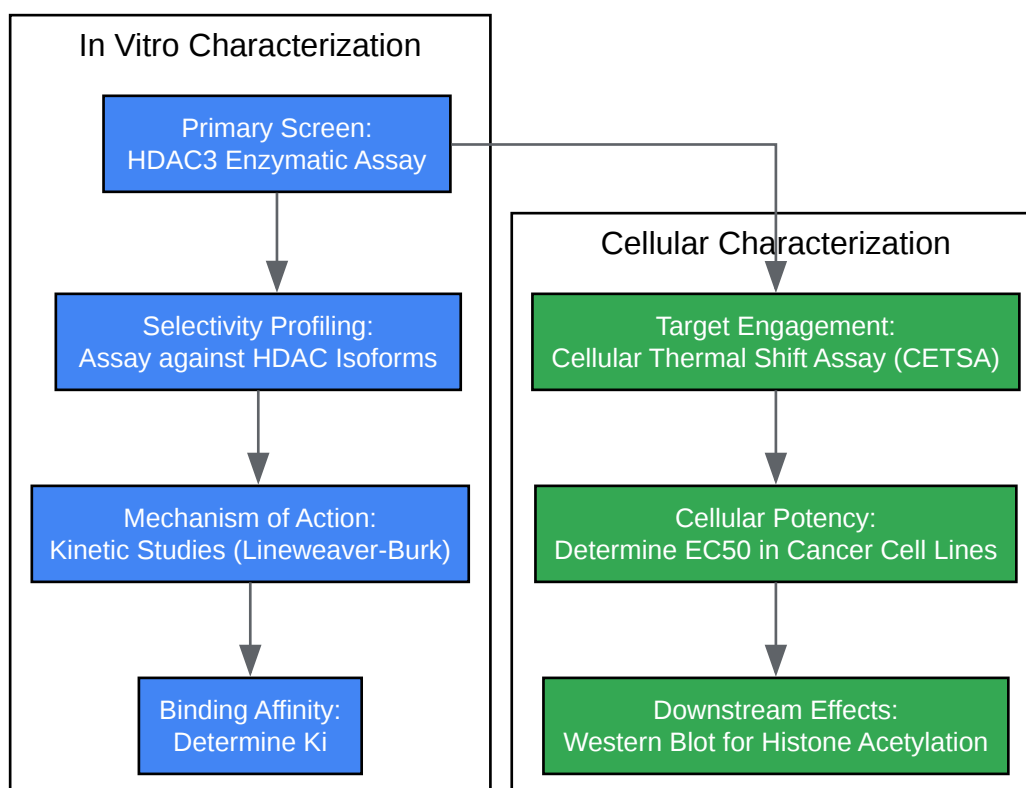 In Vitro Characterization
Primary Screen:
HDAC3 Enzymatic Assay
Selectivity Profiling:
Assay against HDAC Isoforms
Mechanism of Action:
Kinetic Studies (Lineweaver-Burk)
Binding Affinity:
Determine Ki
Cellular Characterization
Target Engagement:
Cellular Thermal Shift Assay (CETSA)
Cellular Potency:
Determine EC50 in Cancer Cell Lines
Downstream Effects:
Western Blot for Histone Acetylation